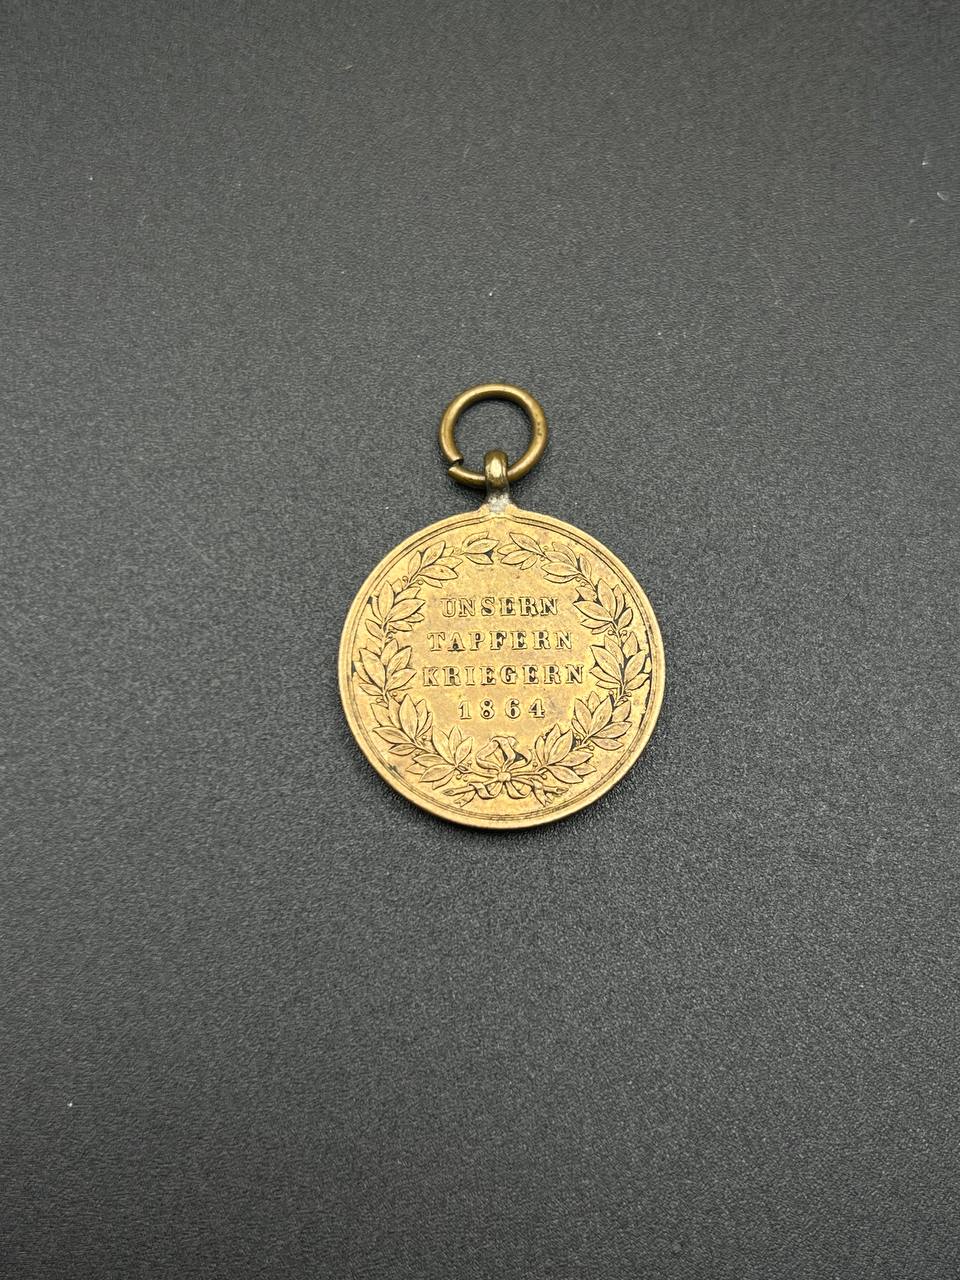 UNSERN
TAPFERN
KRIEGERN
1864